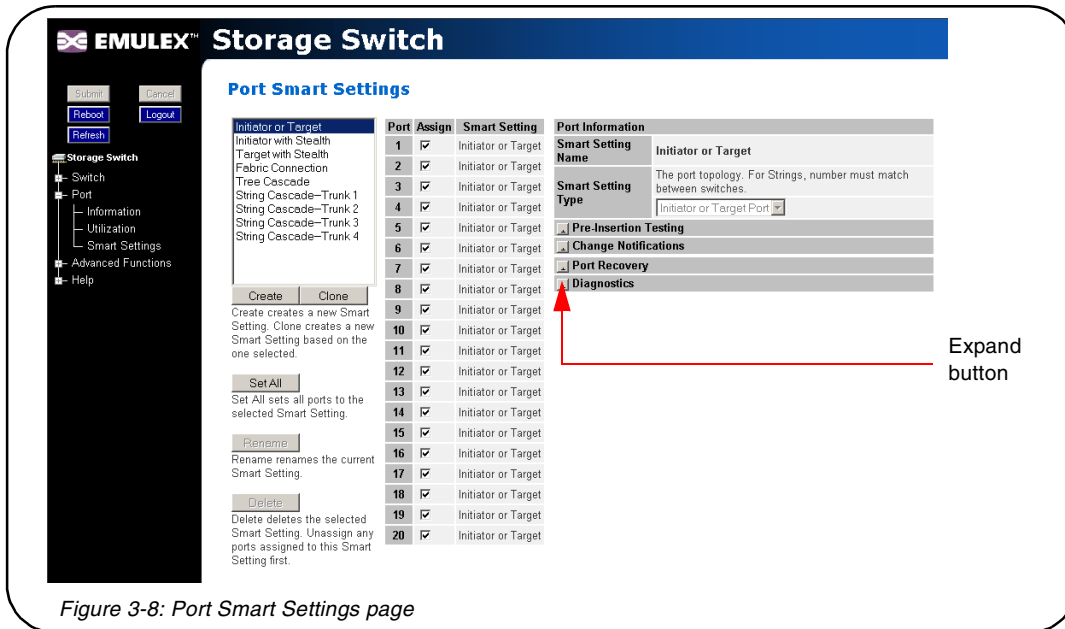 EMULEX™ Storage Switch
Submit Cancel
Reboot Logout
Refresh
Storage Switch
Switch
Port
Information
Utilization
Smart Settings
Advanced Functions
Help
Port Smart Settings
Initiator or Target
Initiator with Stealth
Target with Stealth
Fabric Connection
Tree Cascade
String Cascade—Trunk 1
String Cascade—Trunk 2
String Cascade—Trunk 3
String Cascade—Trunk 4
Create Clone
Create creates a new Smart
Setting. Clone creates a new
Smart Setting based on the
one selected.
Set All
Set All sets all ports to the
selected Smart Setting.
Rename
Rename renames the current
Smart Setting.
Delete
Delete deletes the selected
Smart Setting. Unassign any
ports assigned to this Smart
Setting first.
Port Assign Smart Setting
1 Initiator or Target
2 Initiator or Target
3 Initiator or Target
4 Initiator or Target
5 Initiator or Target
6 Initiator or Target
7 Initiator or Target
8 Initiator or Target
9 Initiator or Target
10 Initiator or Target
11 Initiator or Target
12 Initiator or Target
13 Initiator or Target
14 Initiator or Target
15 Initiator or Target
16 Initiator or Target
17 Initiator or Target
18 Initiator or Target
19 Initiator or Target
20 Initiator or Target
Port Information
Smart Setting
Name
Initiator or Target
Smart Setting
Type
The port topology. For Strings, number must match
between switches.
Initiator or Target Port
Pre-Insertion Testing
Change Notifications
Port Recovery
Diagnostics
Expand
button
Figure 3-8: Port Smart Settings page